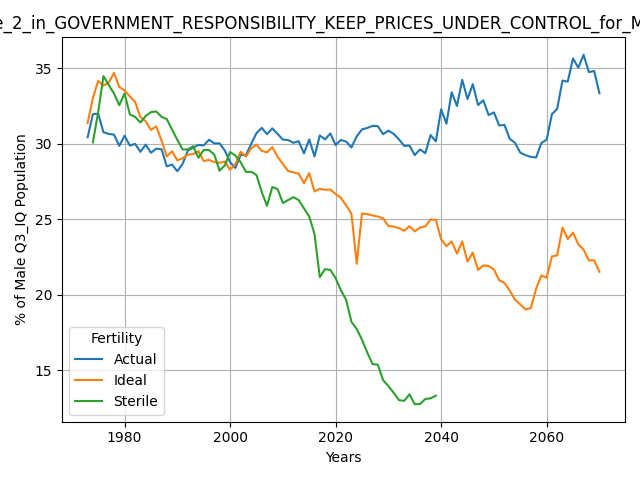 e_2_in_GOVERNMENT_RESPONSIBILITY_KEEP_PRICES_UNDER_CONTROL_for_M
35
30
25
20
15
% of Male Q3_IQ Population
Fertility
Actual
Ideal
Sterile
1980
2000
2020
2040
2060
Years